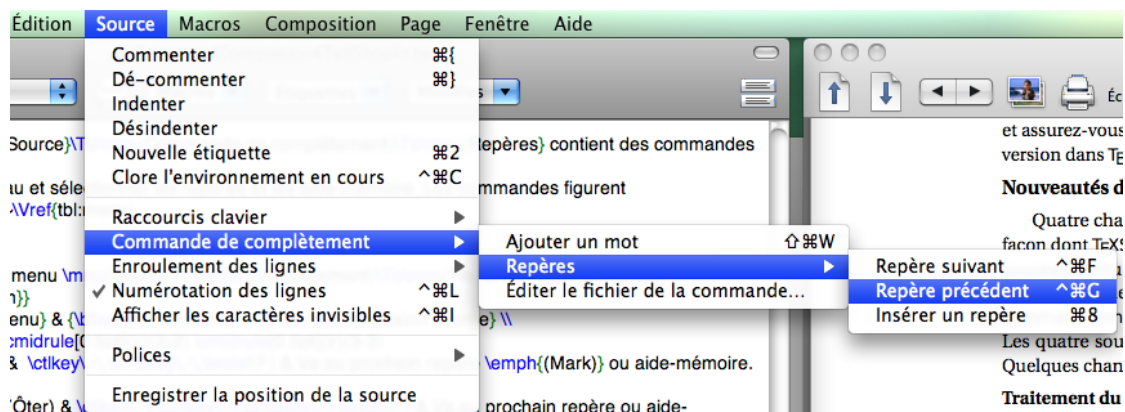 Édition Source Macros Composition Page Fenêtre Aide
Commenter ⌘{
Dé-commenter ⌘}
Indenter
Désindenter
Nouvelle étiquette ⌘2
Clore l'environnement en cours ^⌘C
Raccourcis clavier ▶
Commande de complètement ▶
Enroulement des lignes ▶
✓ Numérotation des lignes ^⌘L
Afficher les caractères invisibles ^⌘I
Polices ▶
Enregistrer la position de la source
Ajouter un mot ⇧⌘W
Repères ▶
Éditer le fichier de la commande...
Repère suivant ^⌘F
Repère précédent ^⌘G
Insérer un repère ⌘8
Source}\T
Repères} contient des commandes
au et séle
mmandes figurent
\Vref{tbl:
menu \m
n}}
enu} & {\b
e} \\
cmidrule[
& \ctlkey\
\emph{(Mark)} ou aide-mémoire.
Ôter) & \
prochain repère ou aide-
Éc
et assurez-vous
version dans TE
Nouveautés d
Quatre cha
façon dont TEXS
Les quatre sou
Quelques chan
Traitement du